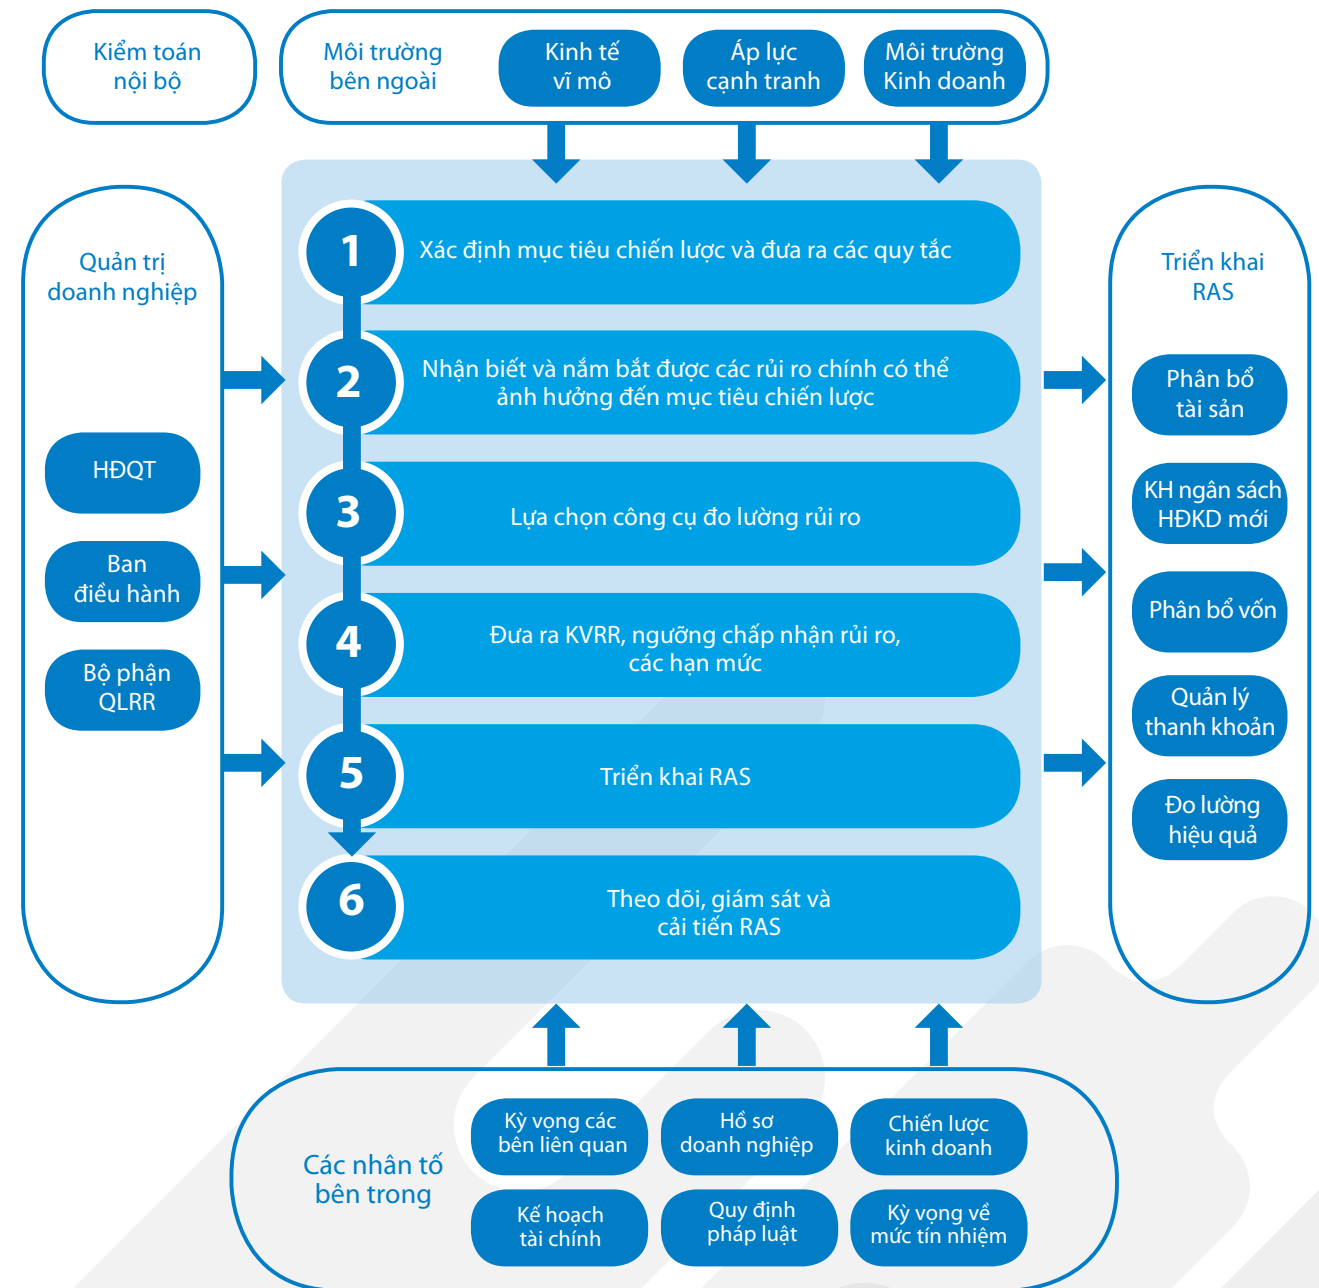 Kiểm toán
nội bộ
Môi trường
bên ngoài
Kinh tế
vĩ mô
Áp lực
cạnh tranh
Môi trường
Kinh doanh
Quản trị
doanh nghiệp
HĐQT
Ban
điều hành
Bộ phận
QLRR
1
Xác định mục tiêu chiến lược và đưa ra các quy tắc
2
Nhận biết và nắm bắt được các rủi ro chính có thể
ảnh hưởng đến mục tiêu chiến lược
3
Lựa chọn công cụ đo lường rủi ro
4
Đưa ra KVRR, ngưỡng chấp nhận rủi ro,
các hạn mức
5
Triển khai RAS
6
Theo dõi, giám sát và
cải tiến RAS
Triển khai
RAS
Phân bổ
tài sản
KH ngân sách
HĐKD mới
Phân bổ vốn
Quản lý
thanh khoản
Đo lường
hiệu quả
Các nhân tố
bên trong
Kỳ vọng các
bên liên quan
Hồ sơ
doanh nghiệp
Chiến lược
kinh doanh
Kế hoạch
tài chính
Quy định
pháp luật
Kỳ vọng về
mức tín nhiệm